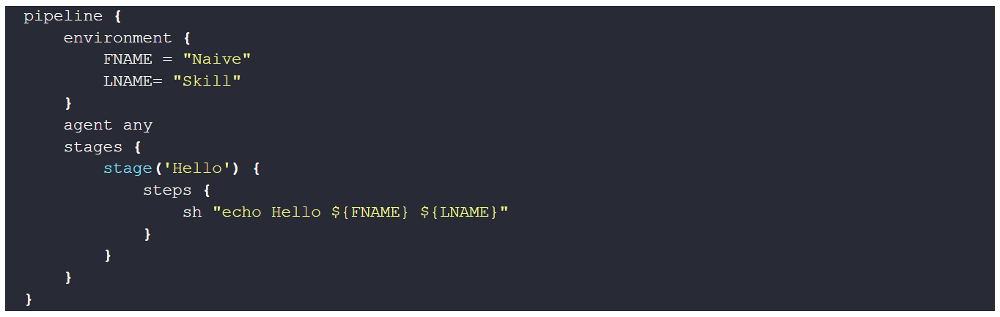 pipeline {
    environment {
        FNAME = "Naive"
        LNAME= "Skill"
    }
    agent any
    stages {
        stage('Hello') {
            steps {
                sh "echo Hello ${FNAME} ${LNAME}"
            }
        }
    }
}